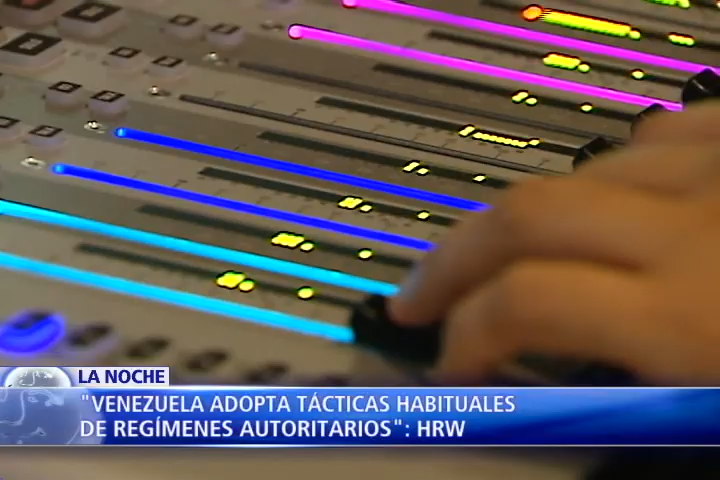 LA NOCHE
"VENEZUELA ADOPTA TÁCTICAS HABITUALES
DE REGÍMENES AUTORITARIOS": HRW